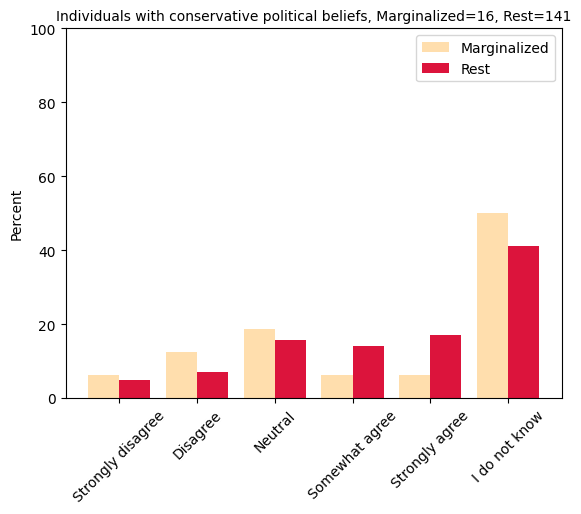 Individuals with conservative political beliefs, Marginalized=16, Rest=141
Marginalized
Rest
Percent
100
80
60
40
20
0
Strongly disagree
Disagree
Neutral
Somewhat agree
Strongly agree
I do not know